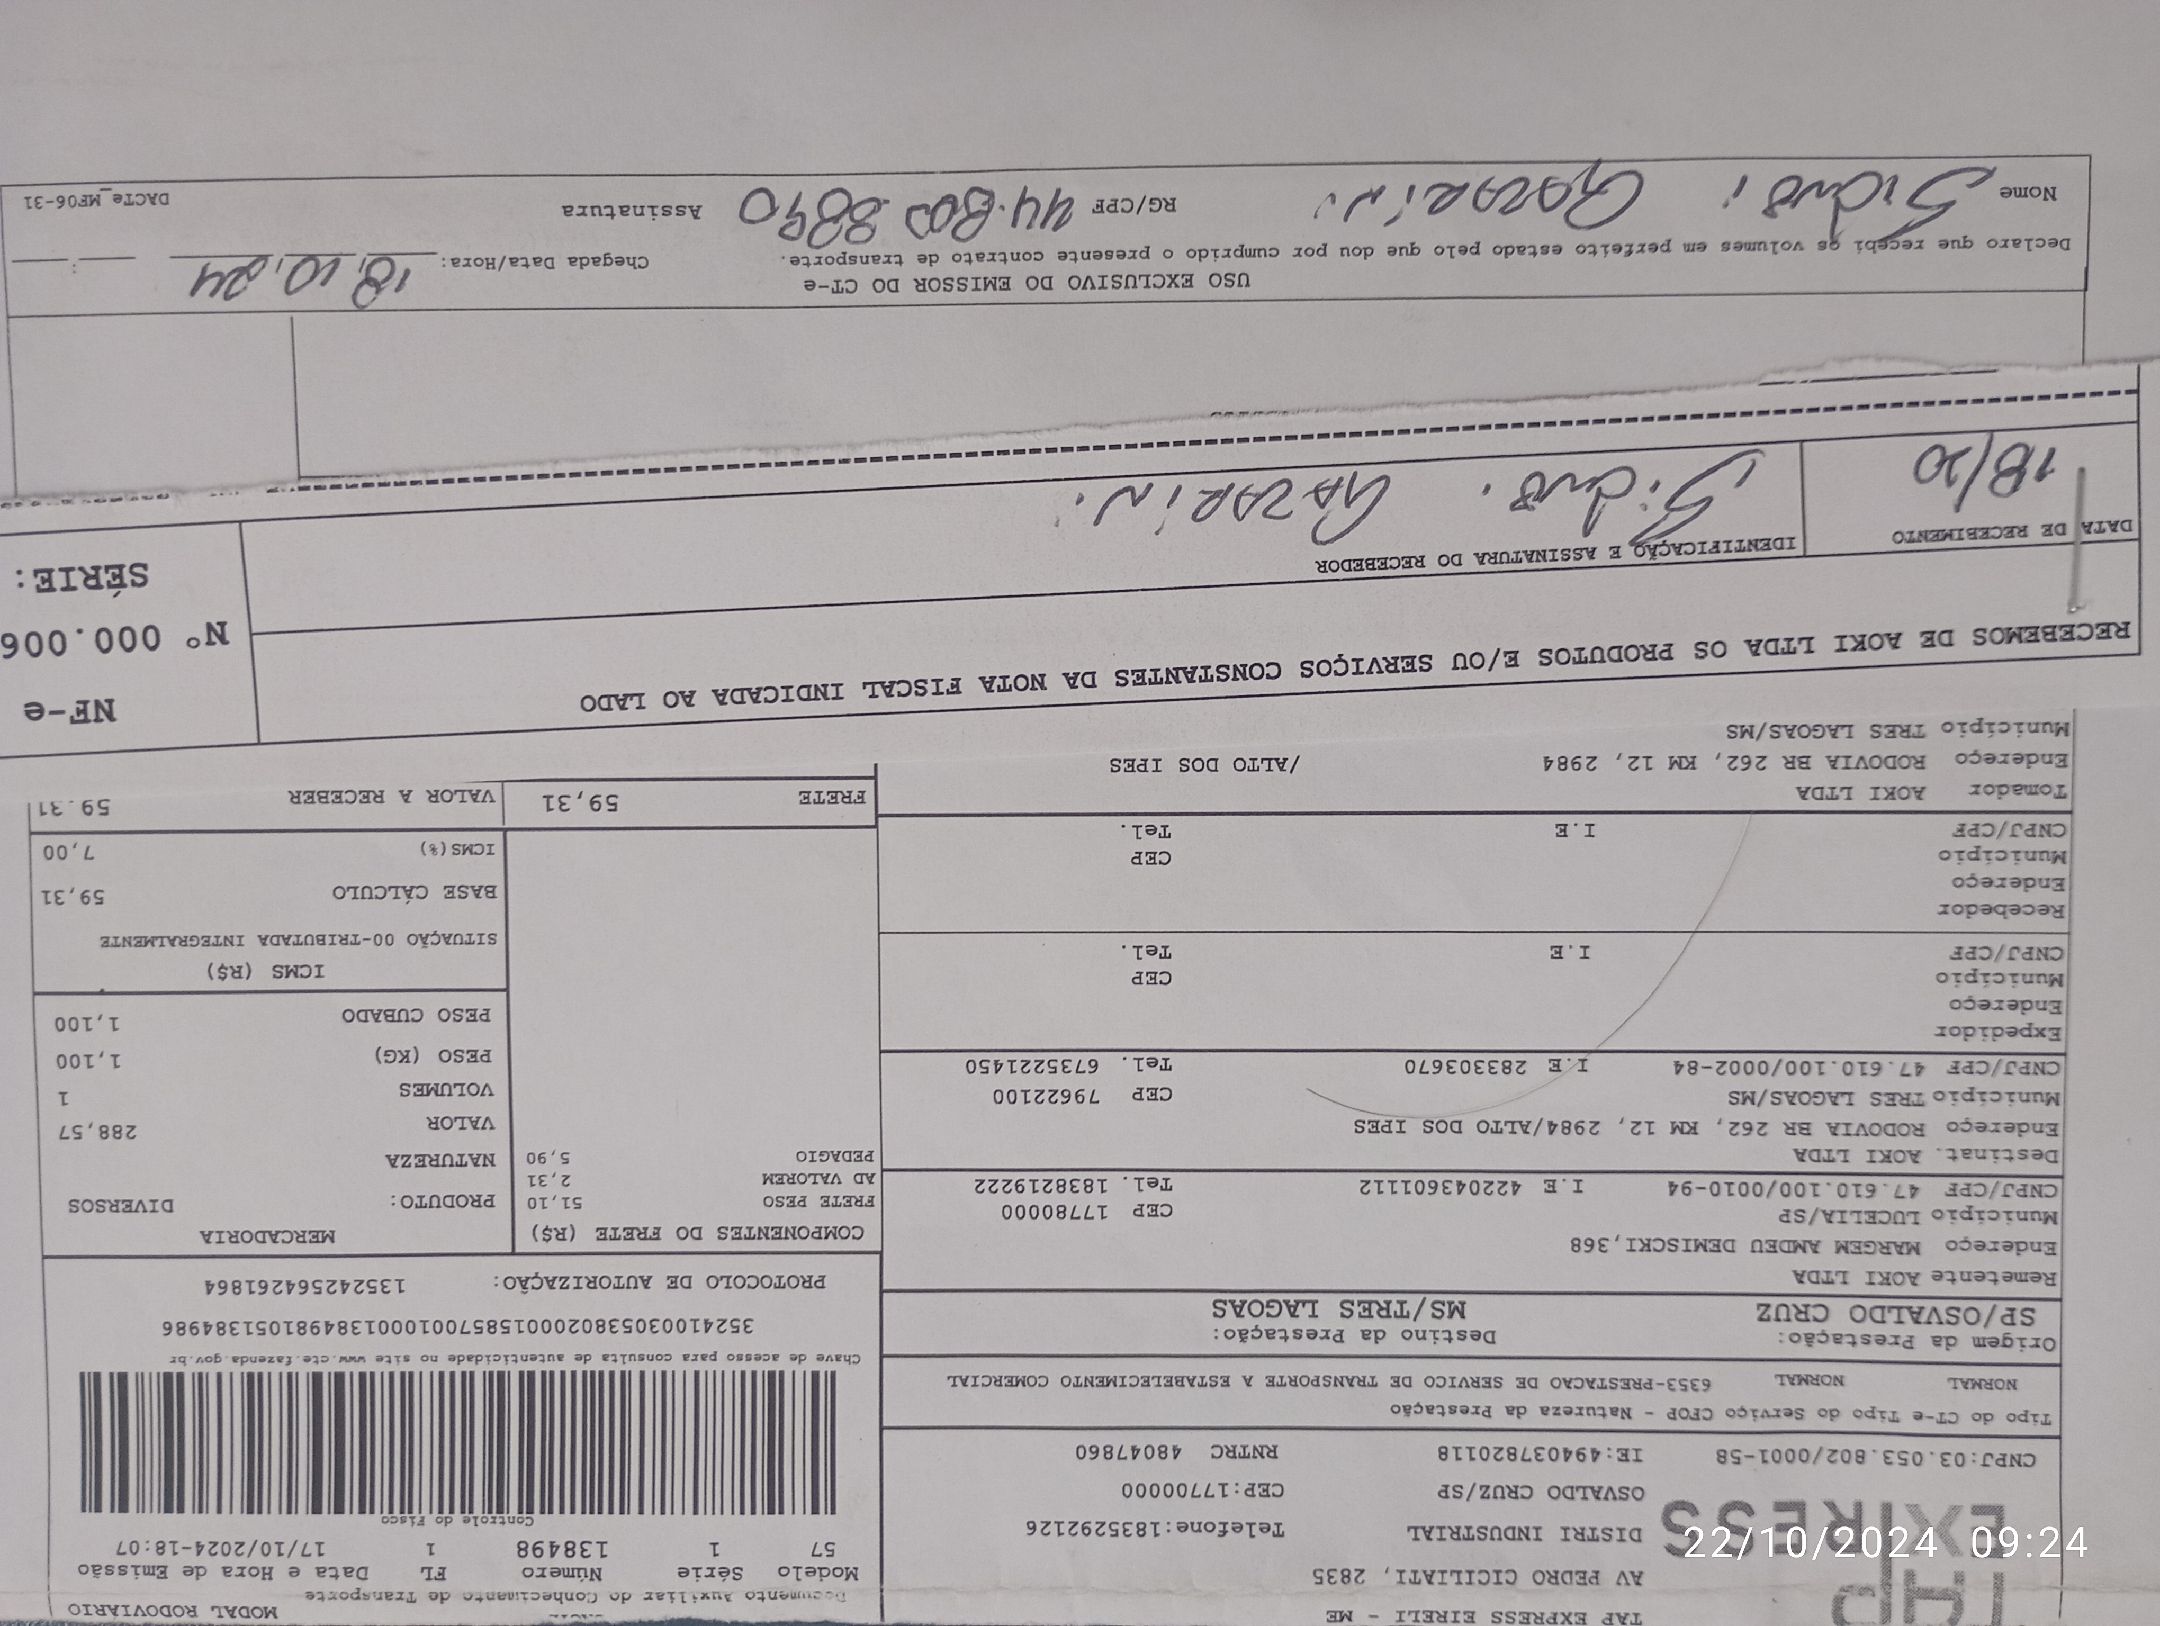 TAP EXPRESS EIRELI - ME
AV PEDRO CICILIATI, 2835
DISTRI INDUSTRIAL Telefone:1835292126
OSVALDO CRUZ/SP CEP:17700000
CNPJ:03.053.802/0001-58 IE:494037820118 RNTRC 48047860
TAP
EXPRESS
Tipo do CT-e Tipo do Serviço CFOP - Natureza da Prestação
NORMAL NORMAL 6353-PRESTACAO DE SERVICO DE TRANSPORTE A ESTABELECIMENTO COMERCIAL
Origem da Prestação: Destino da Prestação:
SP/OSVALDO CRUZ MS/TRES LAGOAS
Remetente AOKI LTDA
Endereço MARGEM AMDEU DEMISCKI,368
Município LUCELIA/SP CEP 17780000
CNPJ/CPF 47.610.100/0010-94 I.E 422043601112 Tel. 1838219222
Destinat. AOKI LTDA
Endereço RODOVIA BR 262, KM 12, 2984/ALTO DOS IPES
Município TRES LAGOAS/MS CEP 79622100
CNPJ/CPF 47.610.100/0002-84 I.E 283303670 Tel. 6735221450
Expedidor
Endereço
Município CEP
CNPJ/CPF I.E Tel.
Recebedor
Endereço
Município CEP
CNPJ/CPF I.E Tel.
Tomador AOKI LTDA
Endereço RODOVIA BR 262, KM 12, 2984 /ALTO DOS IPES
Município TRES LAGOAS/MS
MODAL RODOVIARIO
Documento Auxiliar do Conhecimento de Transporte
Modelo Série Número FL Data e Hora de Emissão
57 1 138498 1 17/10/2024-18:07
Controle do Fisco
Chave de acesso para consulta de autenticidade no site www.cte.fazenda.gov.br
35241003053802000158570010001384981051384986
PROTOCOLO DE AUTORIZAÇÃO: 135242564261864
COMPONENTES DO FRETE (R$)
FRETE PESO 51,10
AD VALOREM 2,31
PEDAGIO 5,90
FRETE 59,31
MERCADORIA
PRODUTO: DIVERSOS
NATUREZA
VALOR 288,57
VOLUMES 1
PESO (KG) 1,100
PESO CUBADO 1,100
ICMS (R$)
SITUAÇÃO 00-TRIBUTADA INTEGRALMENTE
BASE CÁLCULO 59,31
ICMS(%) 7,00
VALOR A RECEBER 59.31
RECEBEMOS DE AOKI LTDA OS PRODUTOS E/OU SERVIÇOS CONSTANTES DA NOTA FISCAL INDICADA AO LADO
NF-e
Nº 000.006
SÉRIE:
DATA DE RECEBIMENTO IDENTIFICAÇÃO E ASSINATURA DO RECEBEDOR
18/10 GAZARIN.
USO EXCLUSIVO DO EMISSOR DO CT-e
Declaro que recebi os volumes em perfeito estado pelo que dou por cumprido o presente contrato de transporte. Chegada Data/Hora: 18,10,24 :
Nome GAZARIN. RG/CPF Assinatura
DACTe_MF06-31
22/10/2024 09:24